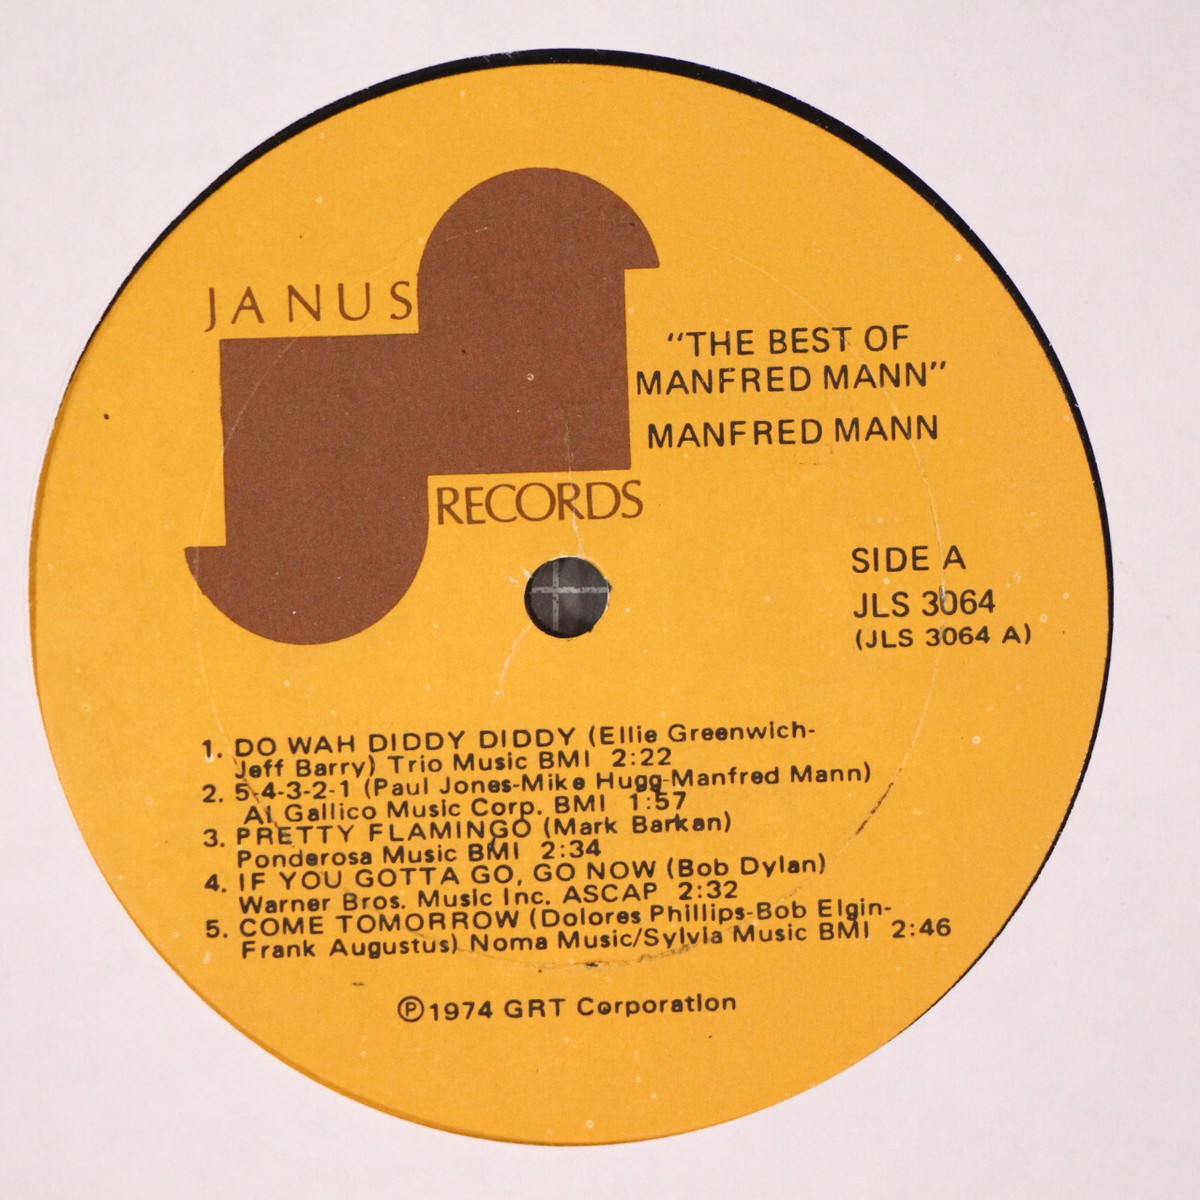 JANUS
RECORDS
"THE BEST OF
MANFRED MANN"
MANFRED MANN
SIDE A
JLS 3064
(JLS 3064 A)
1. DO WAH DIDDY DIDDY (Ellie Greenwich-
Jeff Barry) Trio Music BMI 2:22
2. 5-4-3-2-1 (Paul Jones-Mike Hugg-Manfred Mann)
Al Gallico Music Corp. BMI 1:57
3. PRETTY FLAMINGO (Mark Barkan)
Ponderosa Music BMI 2:34
4. IF YOU GOTTA GO, GO NOW (Bob Dylan)
Warner Bros. Music Inc. ASCAP 2:32
5. COME TOMORROW (Dolores Phillips-Bob Elgin-
Frank Augustus) Noma Music/Sylvia Music BMI 2:46
Ⓟ1974 GRT Corporation